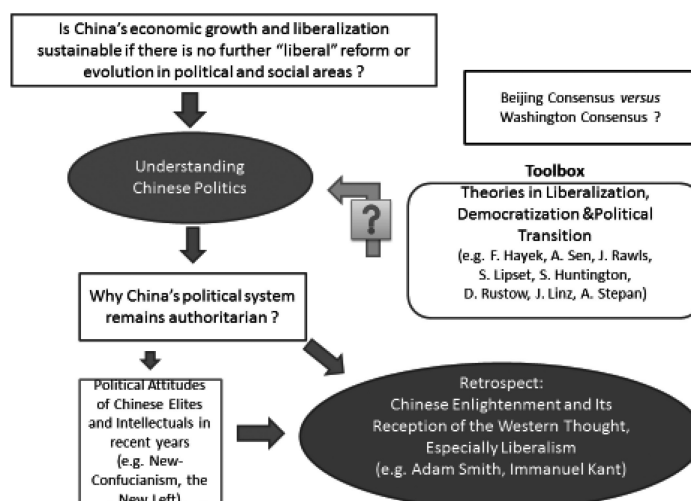 Is China's economic growth and liberalization
sustainable if there is no further “liberal” reform or
evolution in political and social areas ?
Beijing Consensus versus
Washington Consensus ?
Understanding
Chinese Politics
Toolbox
Theories in Liberalization,
Democratization &Political
Transition
(e.g. F. Hayek, A. Sen, J. Rawls,
S. Lipset, S. Huntington,
D. Rustow, J. Linz, A. Stepan)
?
Why China's political system
remains authoritarian ?
Political Attitudes
of Chinese Elites
and Intellectuals in
recent years
(e.g. New-
Confucianism, the
New Left)
Retrospect:
Chinese Enlightenment and Its
Reception of the Western Thought,
Especially Liberalism
(e.g. Adam Smith, Immanuel Kant)